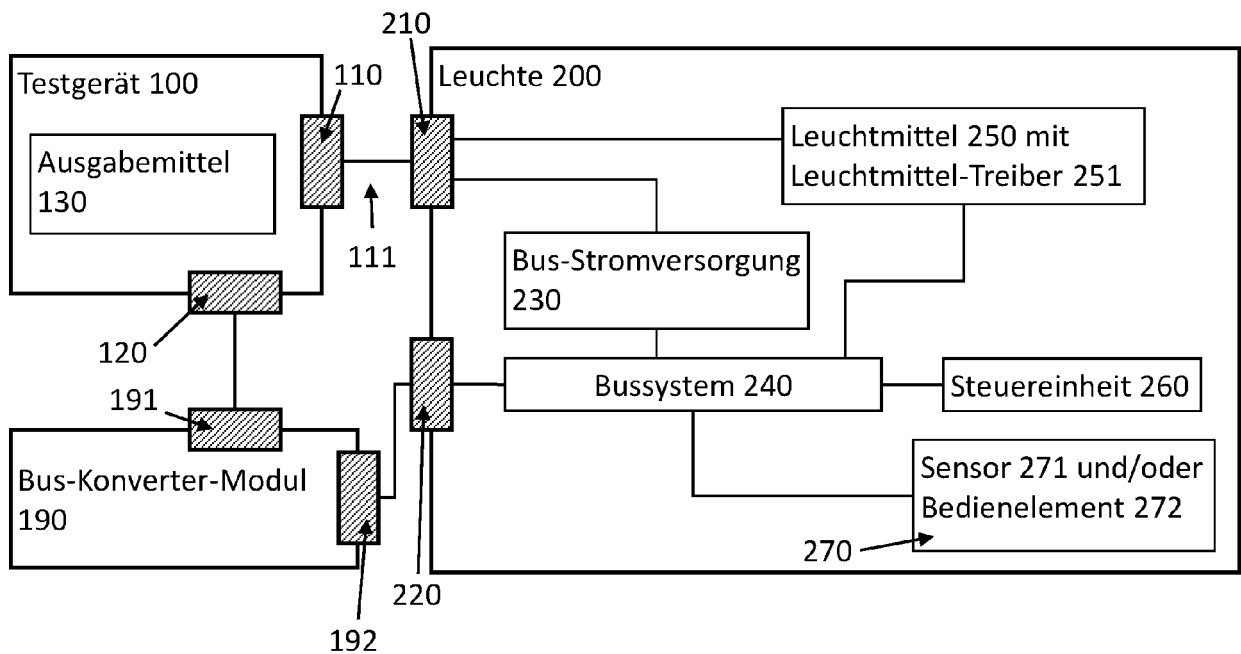 210
Testgerät 100
110
Leuchte 200
Ausgabemittel
130
Leuchtmittel 250 mit
Leuchtmittel-Treiber 251
111
Bus-Stromversorgung
230
120
Bussystem 240
Steuereinheit 260
191
Bus-Konverter-Modul
190
Sensor 271 und/oder
Bedienelement 272
270
220
192